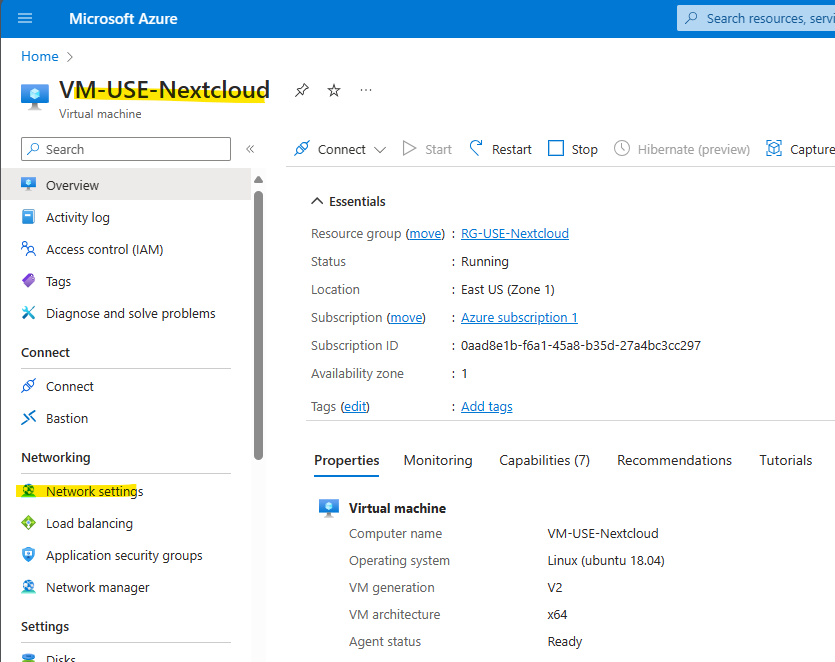 Microsoft Azure
Search resources, servi
Home
VM-USE-Nextcloud
Virtual machine
Search
Connect
Start
Restart
Stop
Hibernate (preview)
Capture
Overview
Activity log
Access control (IAM)
Tags
Diagnose and solve problems
Connect
Connect
Bastion
Networking
Network settings
Load balancing
Application security groups
Network manager
Settings
Disks
Essentials
Resource group (move) : RG-USE-Nextcloud
Status : Running
Location : East US (Zone 1)
Subscription (move) : Azure subscription 1
Subscription ID : 0aad8e1b-f6a1-45a8-b35d-27a4bc3cc297
Availability zone : 1
Tags (edit) : Add tags
Properties Monitoring Capabilities (7) Recommendations Tutorials
Virtual machine
Computer name VM-USE-Nextcloud
Operating system Linux (ubuntu 18.04)
VM generation V2
VM architecture x64
Agent status Ready